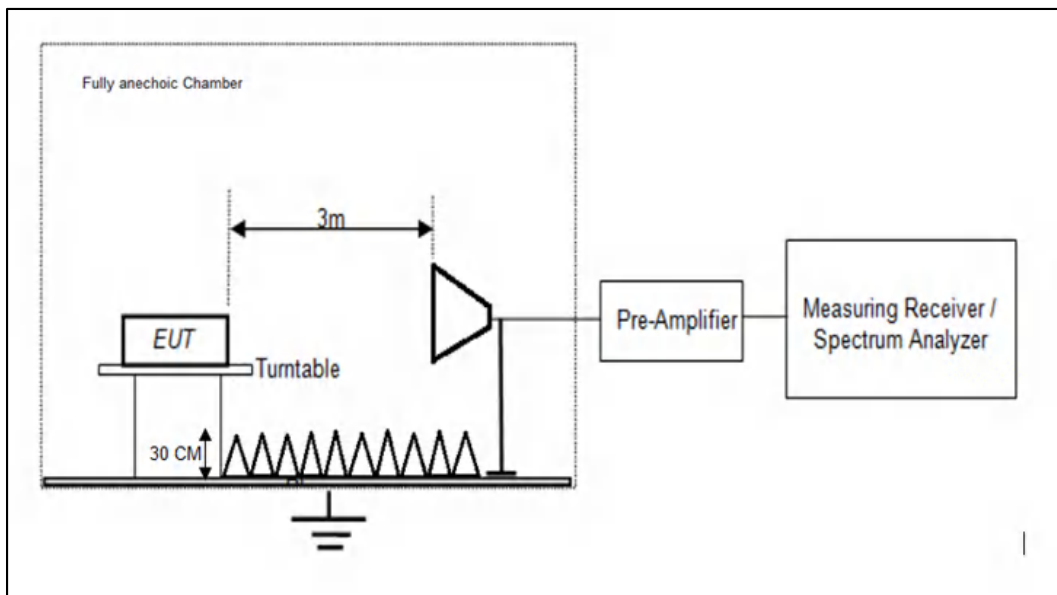 Fully anechoic Chamber
3m
EUT
Turntable
30 CM
Pre-Amplifier
Measuring Receiver /
Spectrum Analyzer